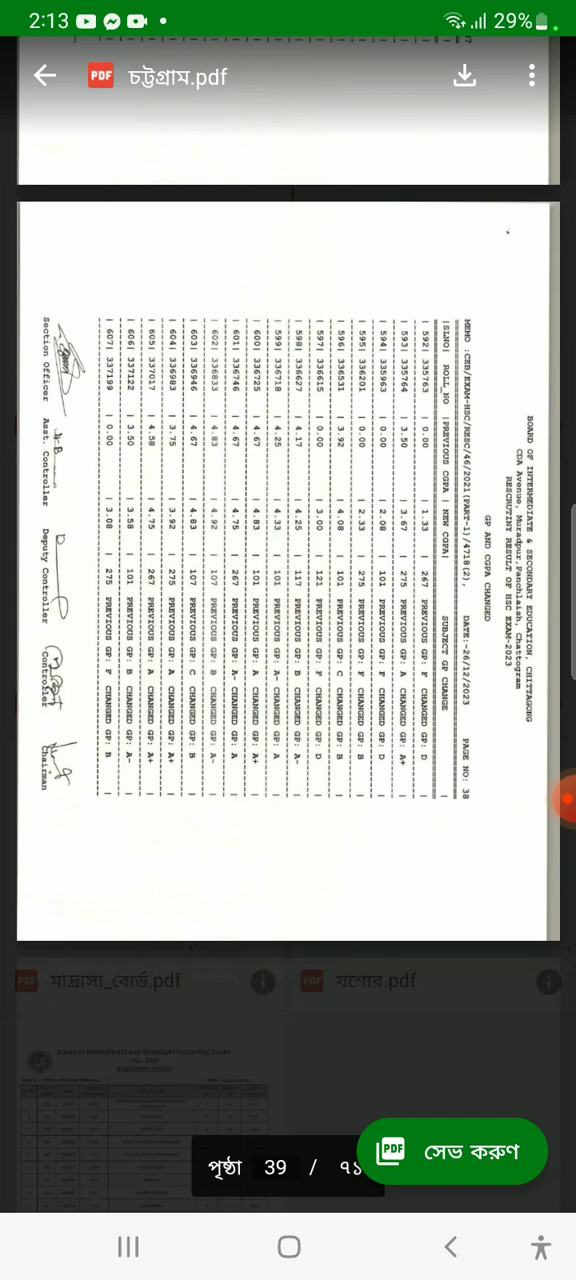 2:13
29%
PDF চট্টগ্রাম.pdf
BOARD OF INTERMEDIATE & SECONDARY EDUCATION, CHITTAGONG
CDA Avenue, Muradpur, Panchlaish, Chattogram
RESCRUTINY RESULT OF HSC EXAM-2023
GP AND CGPA CHANGED
MEMO :CEB/EXAM-HSC/RESC/46/2021(PART-1)/4718(2), DATE:-26/12/2023 PAGE NO: 38
|SLNO| ROLL_NO |PREVIOUS CGPA | NEW CGPA| SUBJECT GP CHANGE
| 592| 335763 | 0.00 | 1.33 | 267 PREVIOUS GP: F CHANGED GP: D |
| 593| 335764 | 3.50 | 3.67 | 275 PREVIOUS GP: A CHANGED GP: A+ |
| 594| 335963 | 0.00 | 2.08 | 101 PREVIOUS GP: F CHANGED GP: D |
| 595| 336201 | 0.00 | 2.33 | 275 PREVIOUS GP: F CHANGED GP: B |
| 596| 336531 | 3.92 | 4.08 | 101 PREVIOUS GP: C CHANGED GP: B |
| 597| 336615 | 0.00 | 3.00 | 121 PREVIOUS GP: F CHANGED GP: D |
| 598| 336627 | 4.17 | 4.25 | 117 PREVIOUS GP: B CHANGED GP: A- |
| 599| 336718 | 4.25 | 4.33 | 101 PREVIOUS GP: A- CHANGED GP: A |
| 600| 336725 | 4.67 | 4.83 | 101 PREVIOUS GP: A CHANGED GP: A+ |
| 601| 336746 | 4.67 | 4.75 | 267 PREVIOUS GP: A- CHANGED GP: A |
| 602| 336833 | 4.83 | 4.92 | 107 PREVIOUS GP: B CHANGED GP: A- |
| 603| 336946 | 4.67 | 4.83 | 107 PREVIOUS GP: C CHANGED GP: B |
| 604| 336983 | 3.75 | 3.92 | 275 PREVIOUS GP: A CHANGED GP: A+ |
| 605| 337017 | 4.58 | 4.75 | 267 PREVIOUS GP: A CHANGED GP: A+ |
| 606| 337122 | 3.50 | 3.58 | 101 PREVIOUS GP: B CHANGED GP: A- |
| 607| 337199 | 0.00 | 3.08 | 275 PREVIOUS GP: F CHANGED GP: B |
Section Officer Asst. Controller Deputy Controller Controller Chairman
PDF মাদ্রাসা_বোর্ড.pdf
PDF যশোর.pdf
BOARD OF INTERMEDIATE AND SECONDARY EDUCATION,
পৃষ্ঠা 39 / ৭১
PDF সেভ করুণ